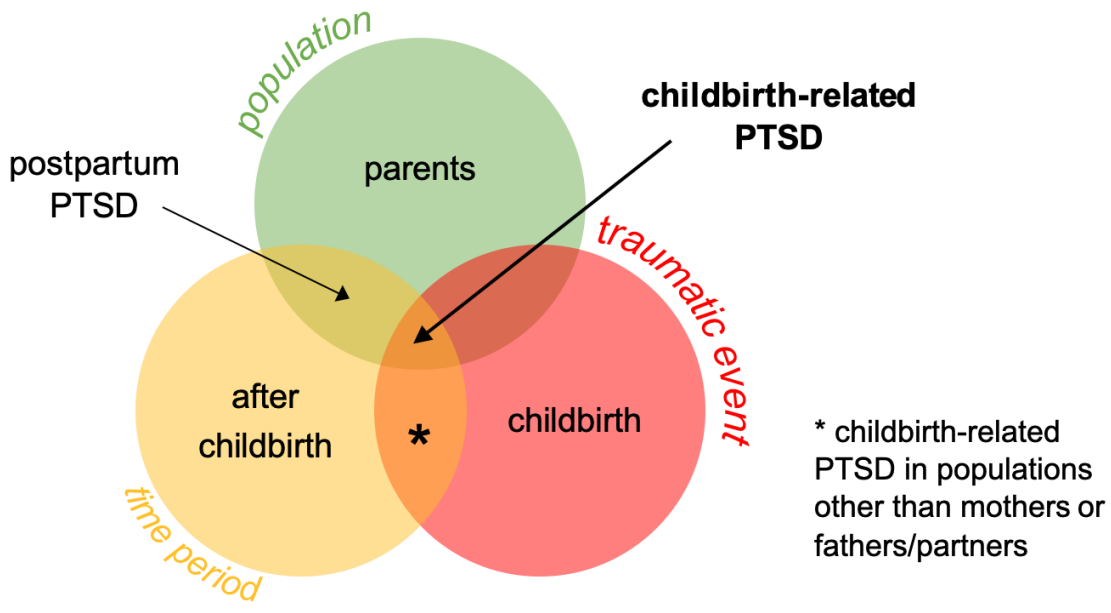 population
childbirth-related
PTSD
postpartum
PTSD
parents
traumatic event
after
childbirth
*
childbirth
time period
* childbirth-related
PTSD in populations
other than mothers or
fathers/partners